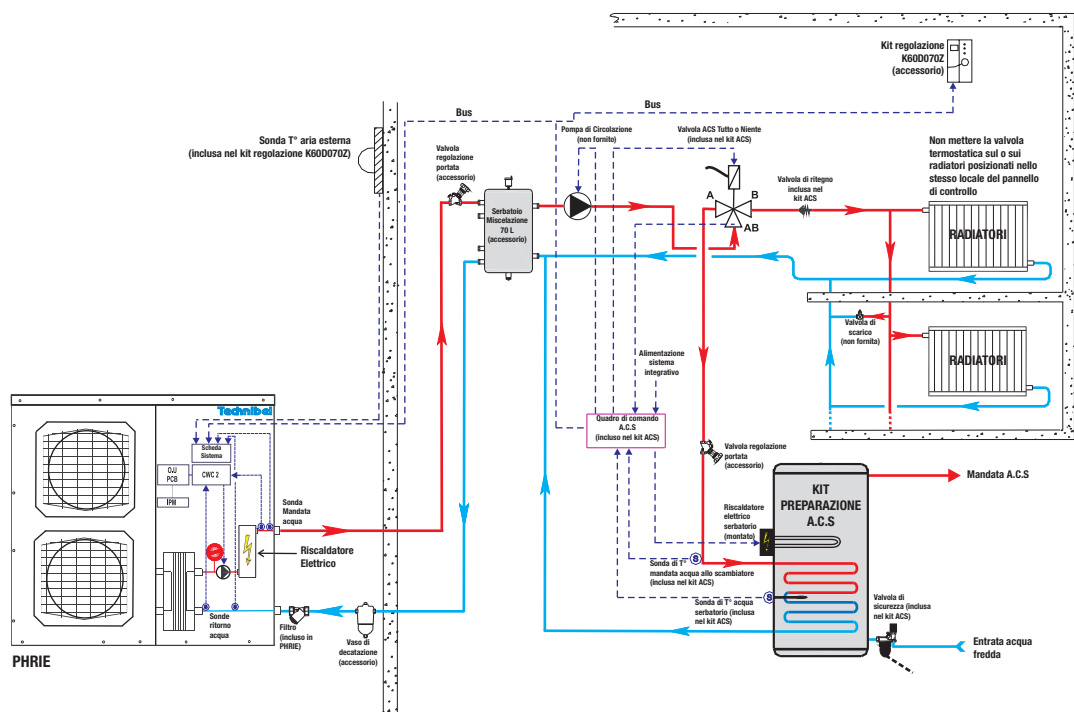 Kit regolazione
K60D070Z
(accessorio)
Bus
Bus
Sonda T° aria esterna
(inclusa nel kit regolazione K60D070Z)
Valvola
regolazione
portata
(accessorio)
Pompa di Circolazione
(non fornito)
Valvola ACS Tutto o Niente
(inclusa nel kit ACS)
Non mettere la valvola
termostatica sul o sui
radiatori posizionati nello
stesso locale del pannello
di controllo
Valvola di ritegno
inclusa nel
kit ACS
A
B
AB
Serbatoio
Miscelazione
70 L
(accessorio)
RADIATORI
Valvola di
scarico
(non fornita)
RADIATORI
Alimentazione
sistema
integrativo
Technibel
Quadro di comando
A.C.S
(incluso nel kit ACS)
Valvola regolazione
portata
(accessorio)
Scheda
Sistema
OJU
PCB
CWC 2
IPM
Sonda
Mandata
acqua
Riscaldatore
Elettrico
KIT
PREPARAZIONE
A.C.S
Mandata A.C.S
Riscaldatore
elettrico
serbatoio
(montato)
S
Sonda di T°
mandata acqua allo scambiatore
(inclusa nel kit ACS)
S
Sonda di T° acqua
serbatorio (inclusa
nel kit ACS)
Valvola di
sicurezza (inclusa
nel kit ACS)
Sonde
ritorno
acqua
Filtro
(incluso in
PHRIE)
Vaso di
decatazione
(accessorio)
Entrata acqua
fredda
PHRIE